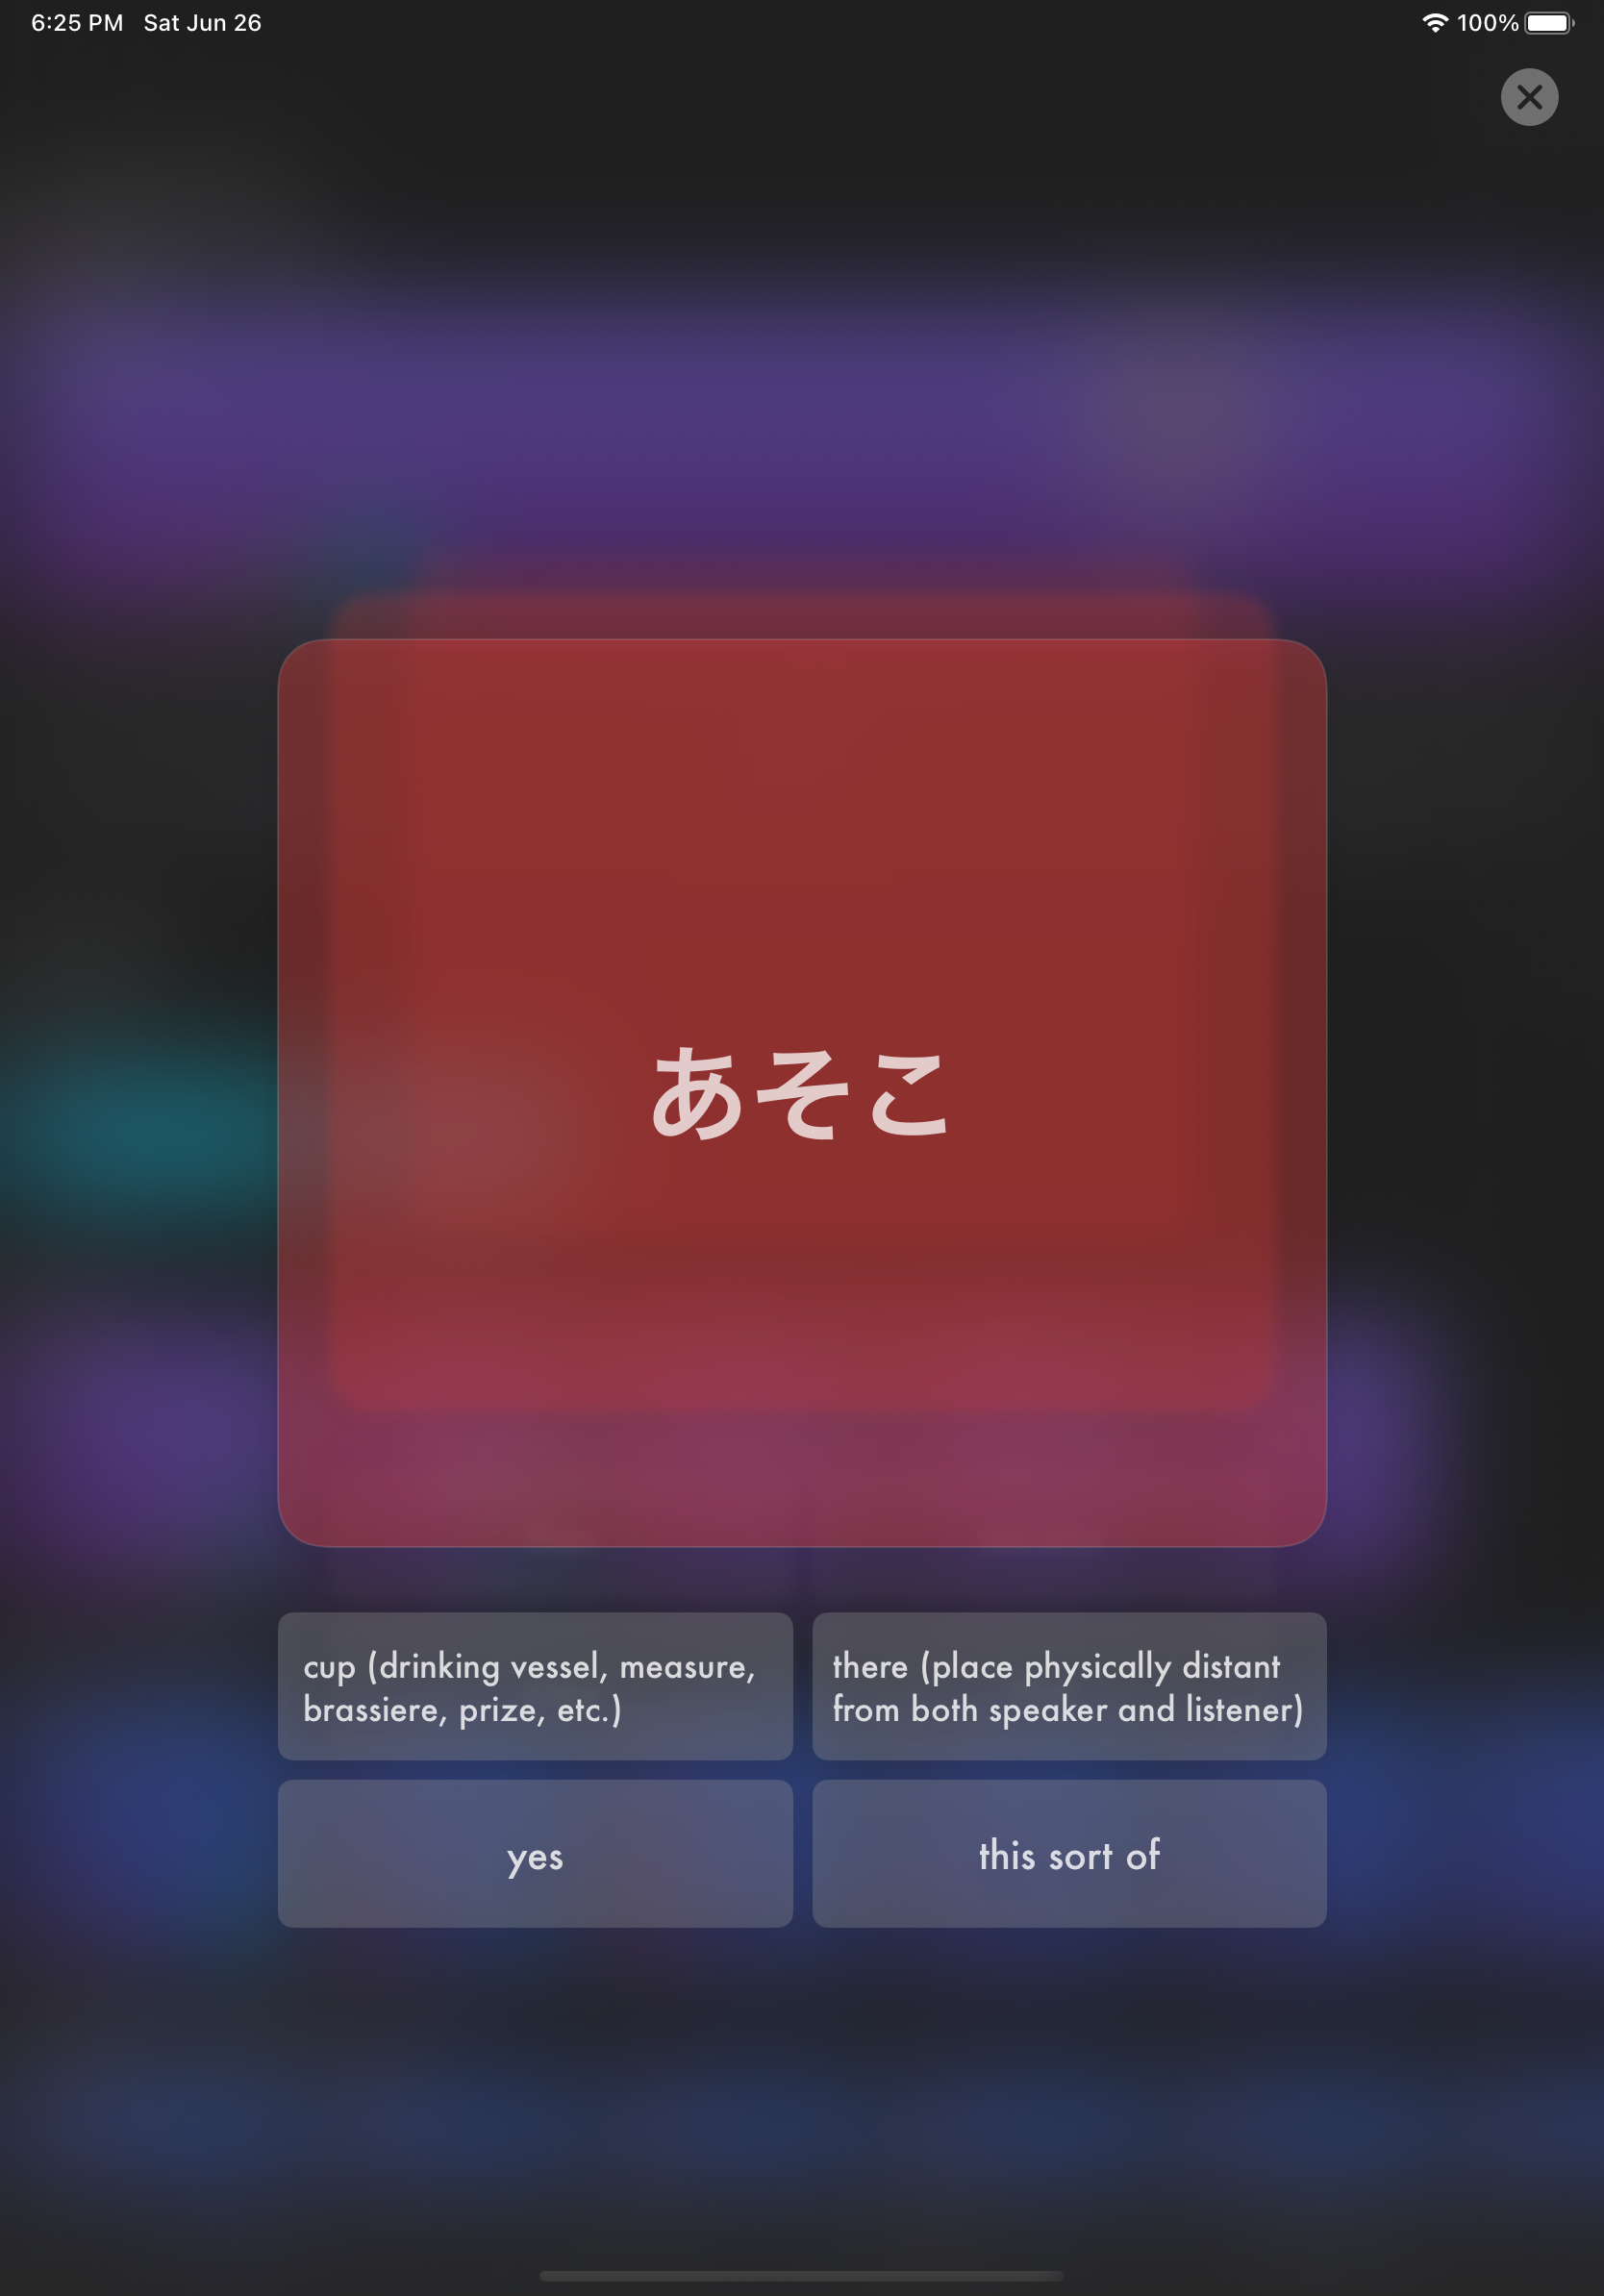 6:25 PM Sat Jun 26 100%
あそこ
cup (drinking vessel, measure,
brassiere, prize, etc.)
there (place physically distant
from both speaker and listener)
yes
this sort of